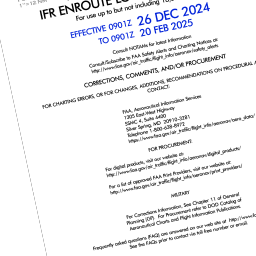 IFR ENROUTE
For use up to but not including
EFFECTIVE 0901Z 26 DEC 2024
TO 0901Z 20 FEB 2025
Consult NOTAMs for latest information
Consult/Subscribe to FAA Safety Alerts and Charting Notices at:
http://www.faa.gov/air_traffic/flight_info/aeronav/safety_alerts
CORRECTIONS, COMMENTS, AND/OR PROCUREMENT
FOR CHARTING ERRORS, OR FOR CHANGES, ADDITIONS, RECOMMENDATIONS ON PROCEDURAL
CONTACT:
FAA, Aeronautical Information Services
1305 East-West Highway
SSMC 4, Suite 4400
Silver Spring, MD 20910-3281
Telephone 1-800-638-8972
https://www.faa.gov/air_traffic/flight_info/aeronav/aero_data/
FOR PROCUREMENT:
For digital products, visit our website at:
http://www.faa.gov/air_traffic/flight_info/aeronav/digital_products/
For a list of approved FAA Print Providers, visit our website at:
http://www.faa.gov/air_traffic/flight_info/aeronav/print_providers/
MILITARY
For Corrections Information, See Chapter 11 of General
Planning (GP). For Procurement refer to DOD Catalog of
Aeronautical Charts and Flight Information Publications.
Frequently asked questions (FAQ) are answered on our web site at http://www.
See the FAQs prior to contact via toll free number or email.